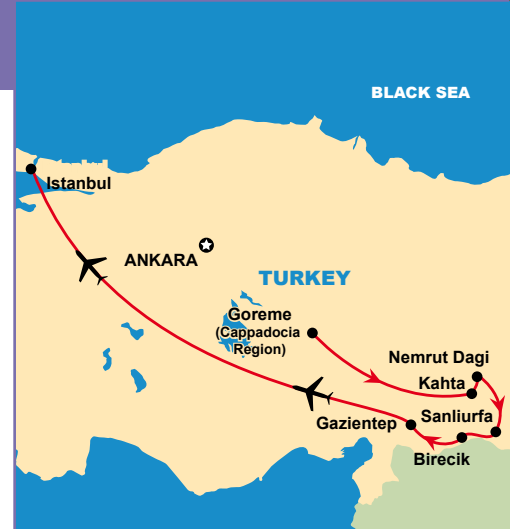 BLACK SEA
Istanbul
ANKARA
TURKEY
Goreme
(Cappadocia
Region)
Nemrut Dagi
Kahta
Sanliurfa
Gazientep
Birecik